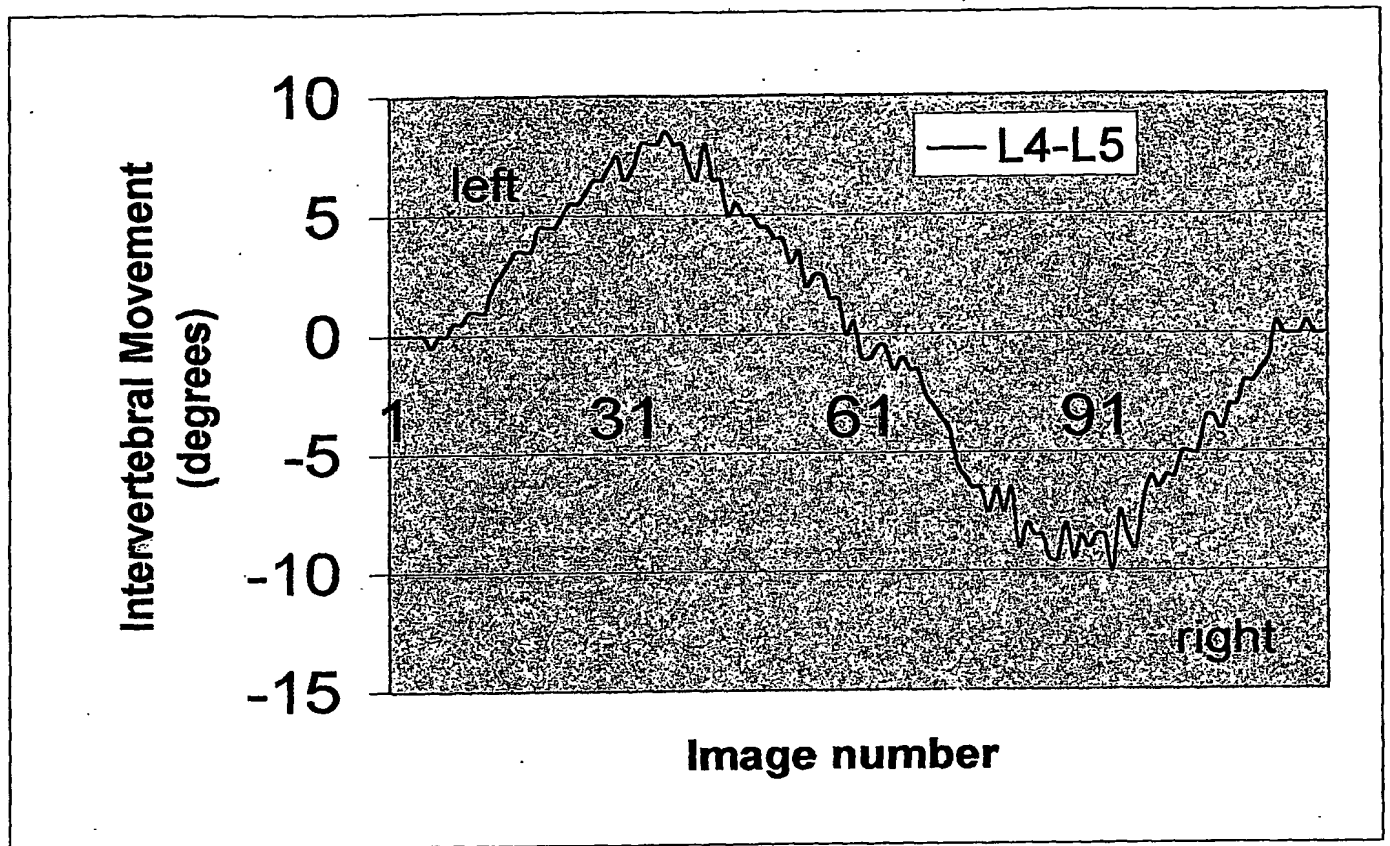 Intervertebral Movement
(degrees)
10
5
0
-5
-10
-15
left
L4-L5
1
31
61
91
right
Image number